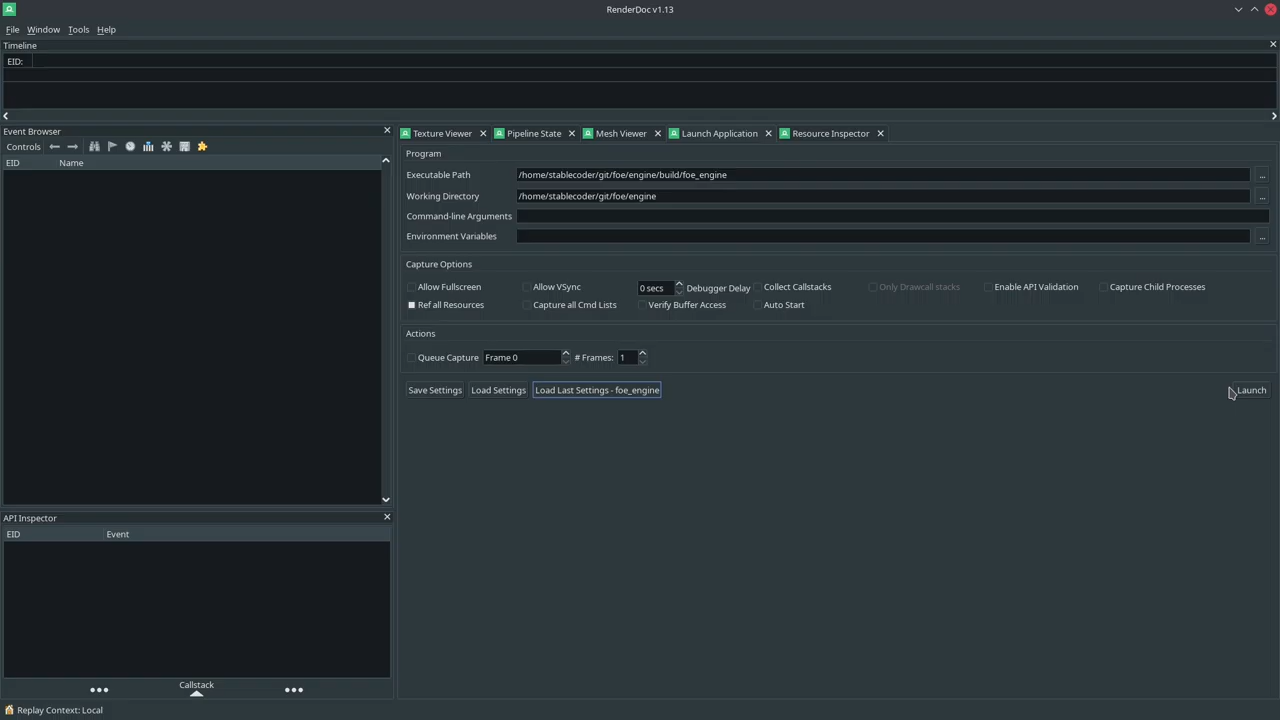 RenderDoc v1.13
File Window Tools Help
Timeline
EID:
Event Browser
Controls
EID Name
Texture Viewer Pipeline State Mesh Viewer Launch Application Resource Inspector
Program
Executable Path /home/stablecoder/git/foe/engine/build/foe_engine ...
Working Directory /home/stablecoder/git/foe/engine ...
Command-line Arguments
Environment Variables ...
Capture Options
Allow Fullscreen Allow VSync 0 secs Debugger Delay Collect Callstacks Only Drawcall stacks Enable API Validation Capture Child Processes
Ref all Resources Capture all Cmd Lists Verify Buffer Access Auto Start
Actions
Queue Capture Frame 0 # Frames: 1
Save Settings Load Settings Load Last Settings - foe_engine Launch
API Inspector
EID Event
Callstack
Replay Context: Local